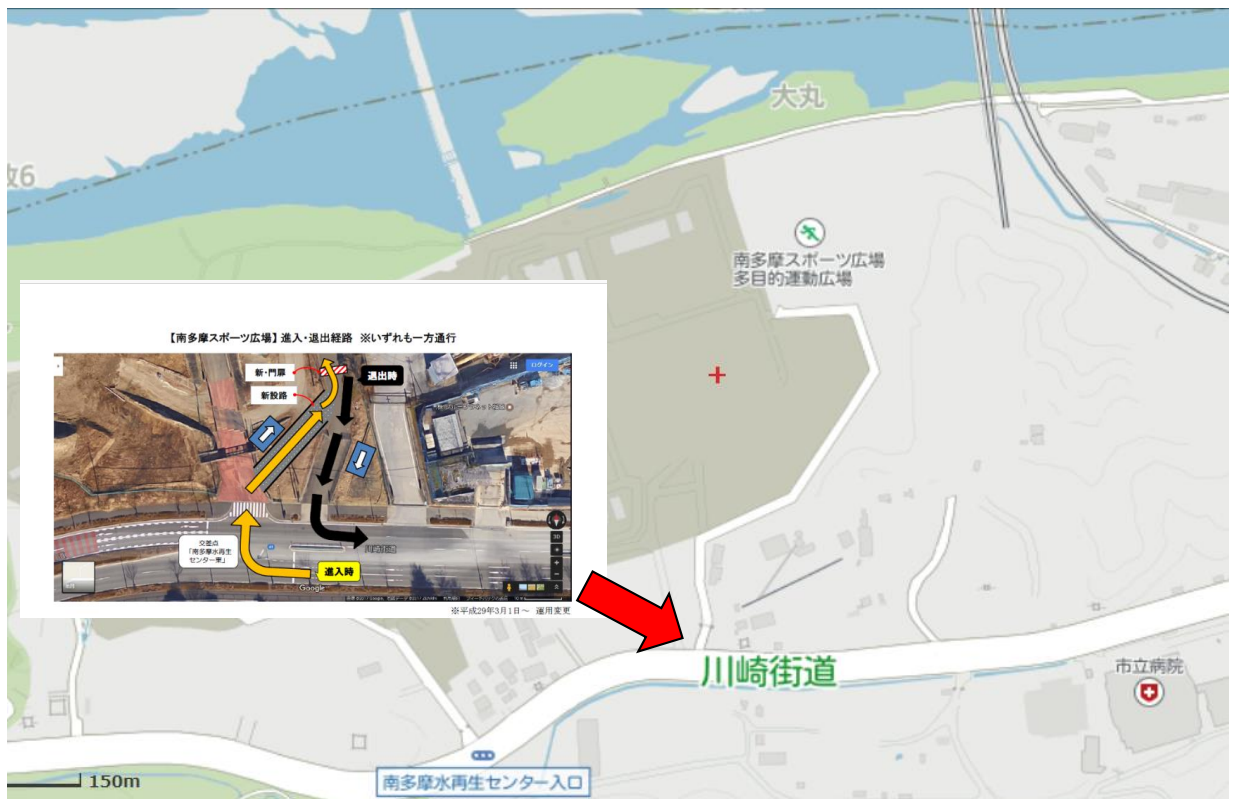 大丸
南多摩スポーツ広場
多目的運動広場
【南多摩スポーツ広場】進入・退出経路 ※いずれも一方通行
ログイン
新・門扉
退出時
新設路
交差点
「南多摩水再生
センター東」
川崎街道
進入時
3D
Google
※平成29年3月1日～ 運用変更
川崎街道
市立病院
南多摩水再生センター入口
150m